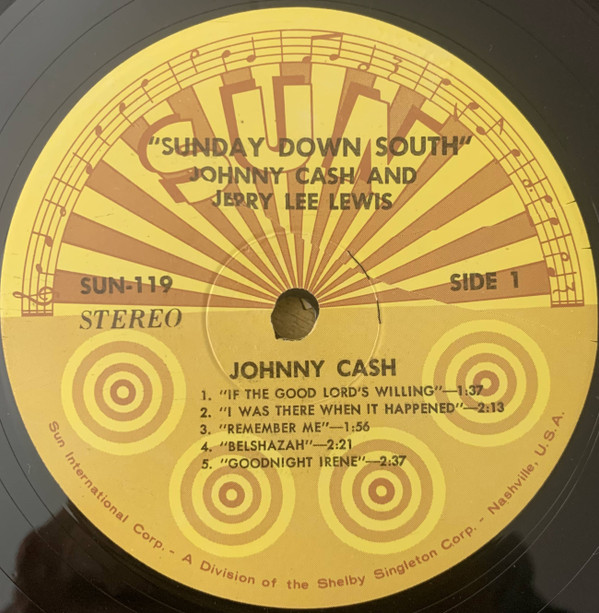 SUN
"SUNDAY DOWN SOUTH"
JOHNNY CASH AND
JERRY LEE LEWIS
SUN-119
SIDE 1
STEREO
JOHNNY CASH
1. "IF THE GOOD LORD'S WILLING"—1:37
2. "I WAS THERE WHEN IT HAPPENED"—2:13
3. "REMEMBER ME"—1:56
4. "BELSHAZAH"—2:21
5. "GOODNIGHT IRENE"—2:37
Sun International Corp. - A Division of the Shelby Singleton Corp. - Nashville, U.S.A.